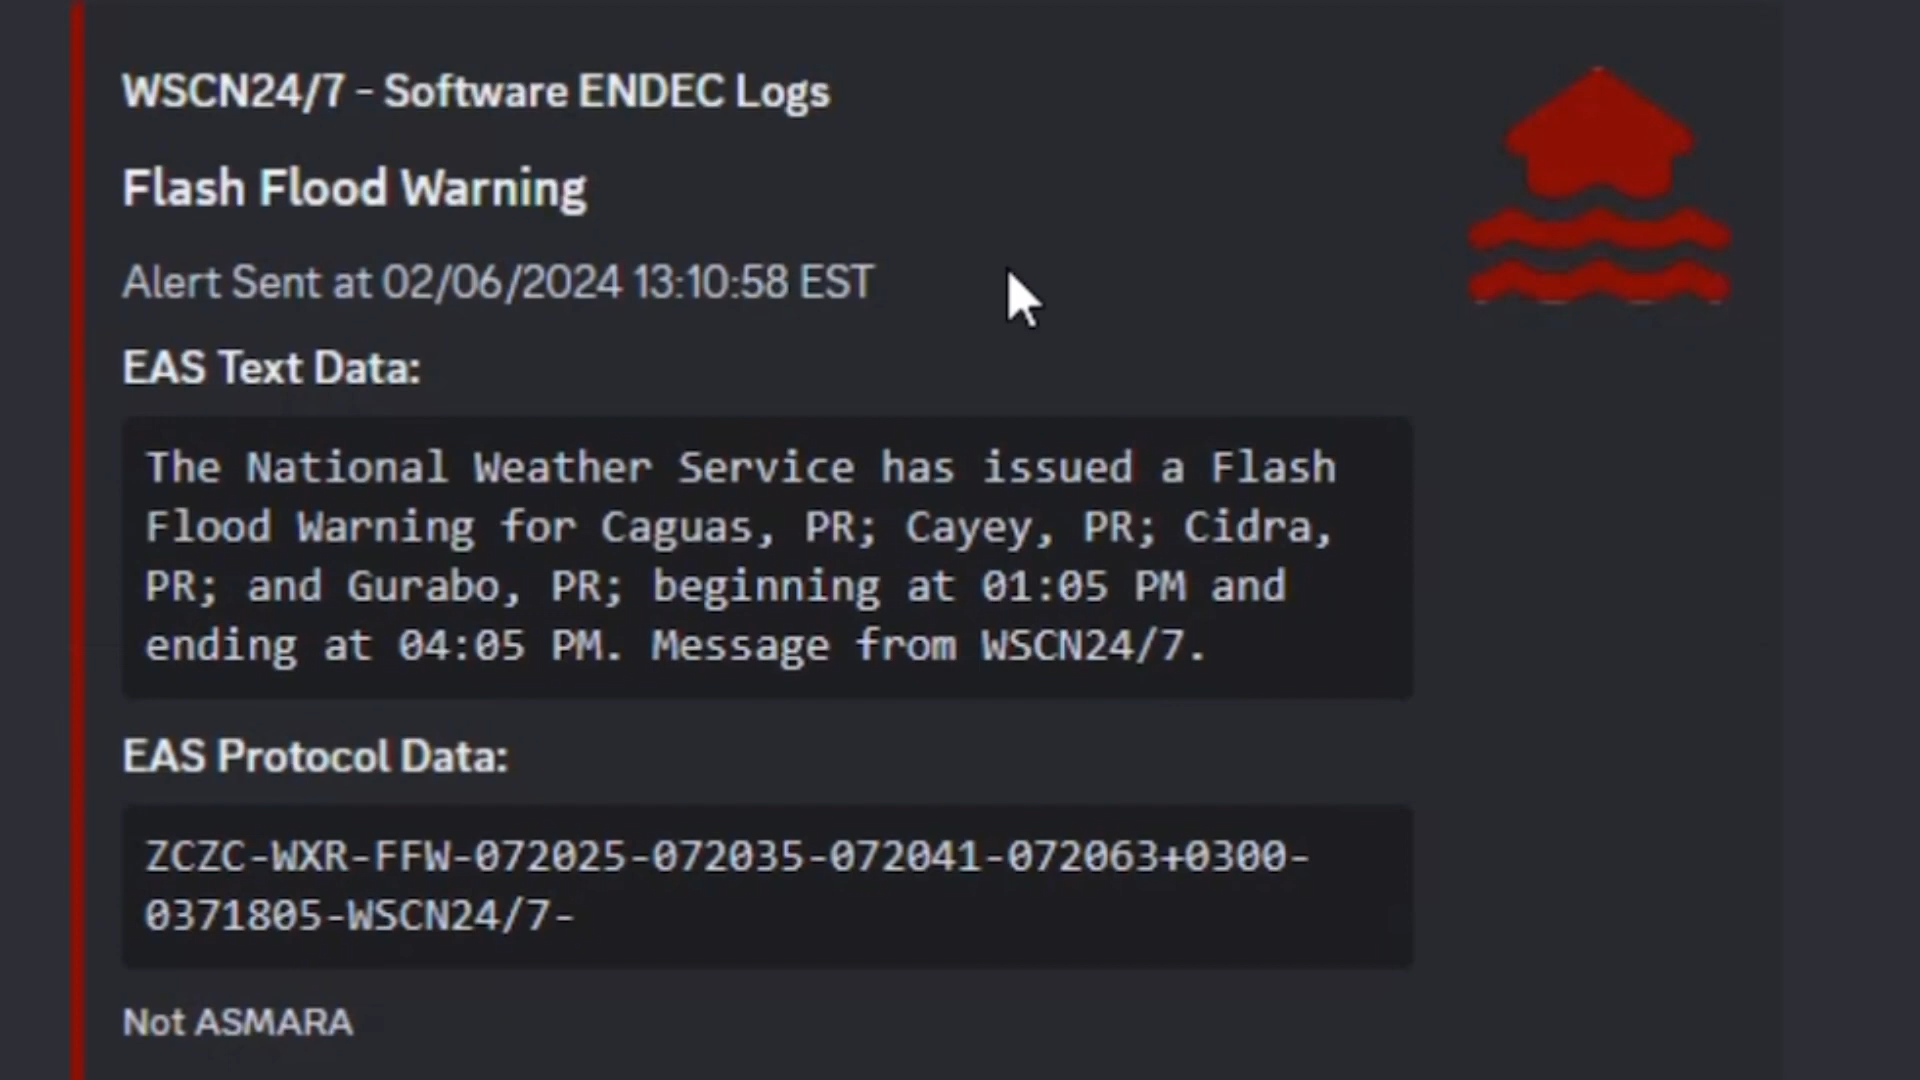 WSCN24/7 - Software ENDEC Logs
Flash Flood Warning
Alert Sent at 02/06/2024 13:10:58 EST
EAS Text Data:
The National Weather Service has issued a Flash
Flood Warning for Caguas, PR; Cayey, PR; Cidra,
PR; and Gurabo, PR; beginning at 01:05 PM and
ending at 04:05 PM. Message from WSCN24/7.
EAS Protocol Data:
ZCZC-WXR-FFW-072025-072035-072041-072063+0300-
0371805-WSCN24/7-
Not ASMARA